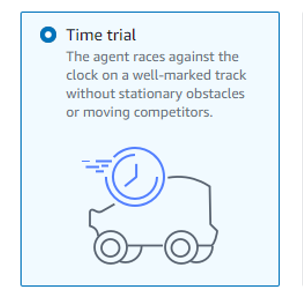 Time trial
The agent races against the
clock on a well-marked track
without stationary obstacles
or moving competitors.